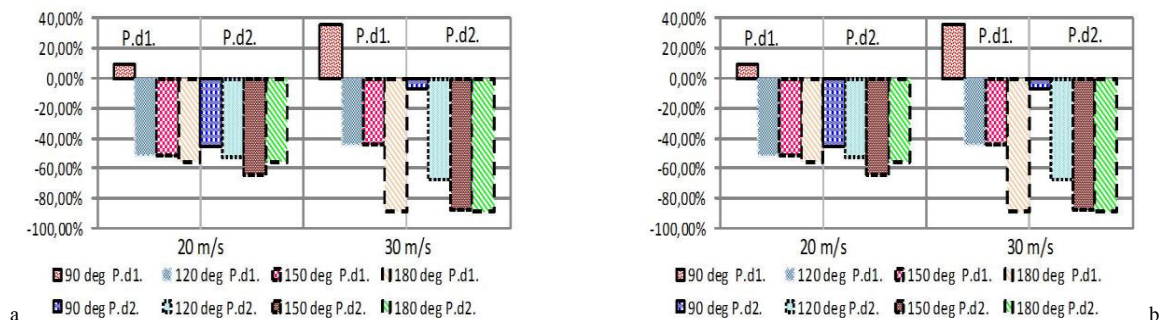 40,00%
20,00%
0,00%
-20,00%
-40,00%
-60,00%
-80,00%
-100,00%
P.d1. P.d2. P.d1. P.d2.
20 m/s 30 m/s
90 deg P.d1. 120 deg P.d1. 150 deg P.d1. 180 deg P.d1.
90 deg P.d2. 120 deg P.d2. 150 deg P.d2. 180 deg P.d2.
a
40,00%
20,00%
0,00%
-20,00%
-40,00%
-60,00%
-80,00%
-100,00%
P.d1. P.d2. P.d1. P.d2.
20 m/s 30 m/s
90 deg P.d1. 120 deg P.d1. 150 deg P.d1. 180 deg P.d1.
90 deg P.d2. 120 deg P.d2. 150 deg P.d2. 180 deg P.d2.
b